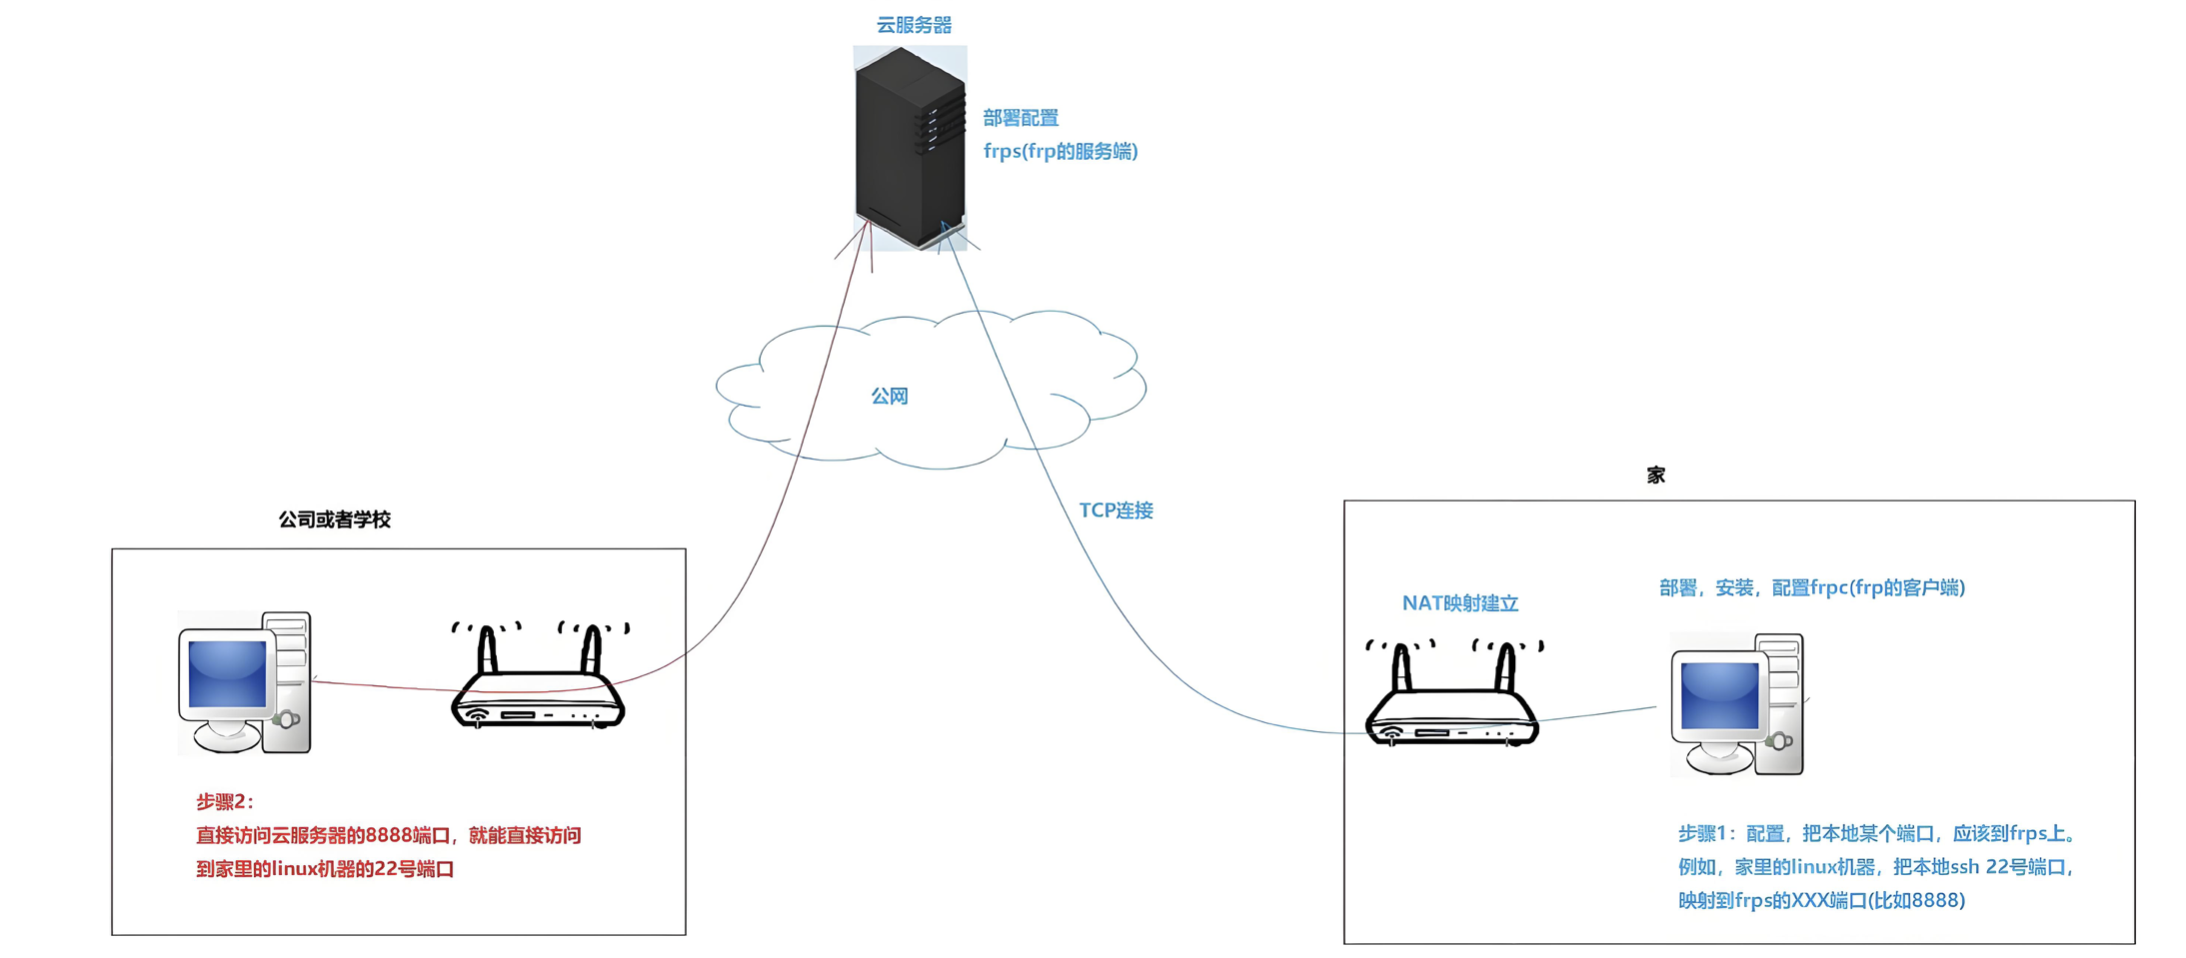 云服务器
部署配置
frps(frp的服务端)
公网
家
TCP连接
公司或者学校
部署，安装，配置frpc(frp的客户端)
NAT映射建立
步骤2：
直接访问云服务器的8888端口，就能直接访问
到家里的linux机器的22号端口
步骤1：配置，把本地某个端口，应该到frps上。
例如，家里的linux机器，把本地ssh 22号端口，
映射到frps的XXX端口(比如8888)